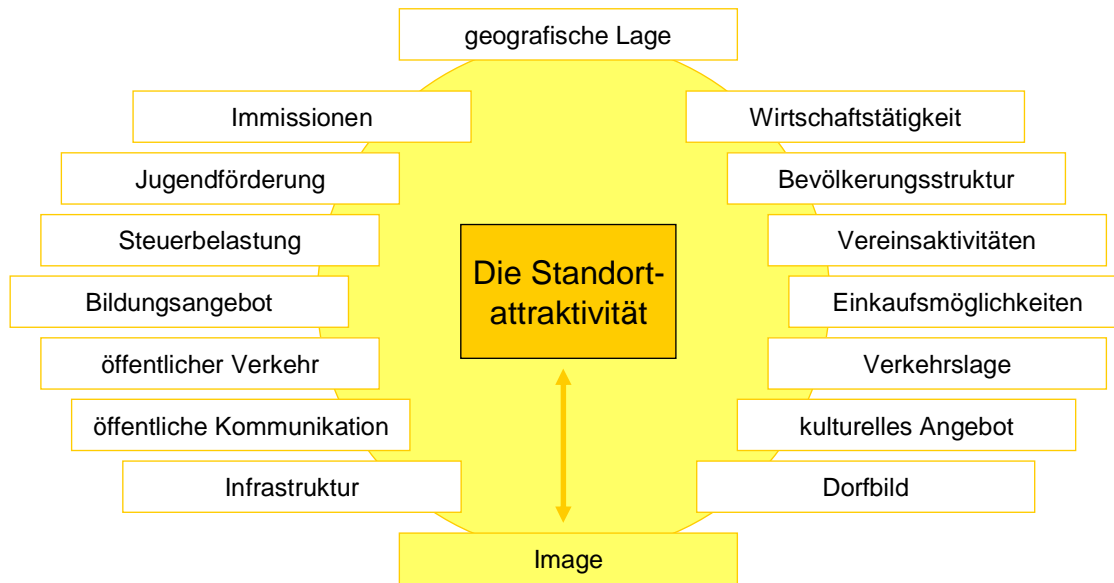 geografische Lage
Immissionen
Wirtschaftstätigkeit
Jugendförderung
Bevölkerungsstruktur
Steuerbelastung
Vereinsaktivitäten
Die Standort-
attraktivität
Bildungsangebot
Einkaufsmöglichkeiten
öffentlicher Verkehr
Verkehrslage
öffentliche Kommunikation
kulturelles Angebot
Infrastruktur
Dorfbild
Image